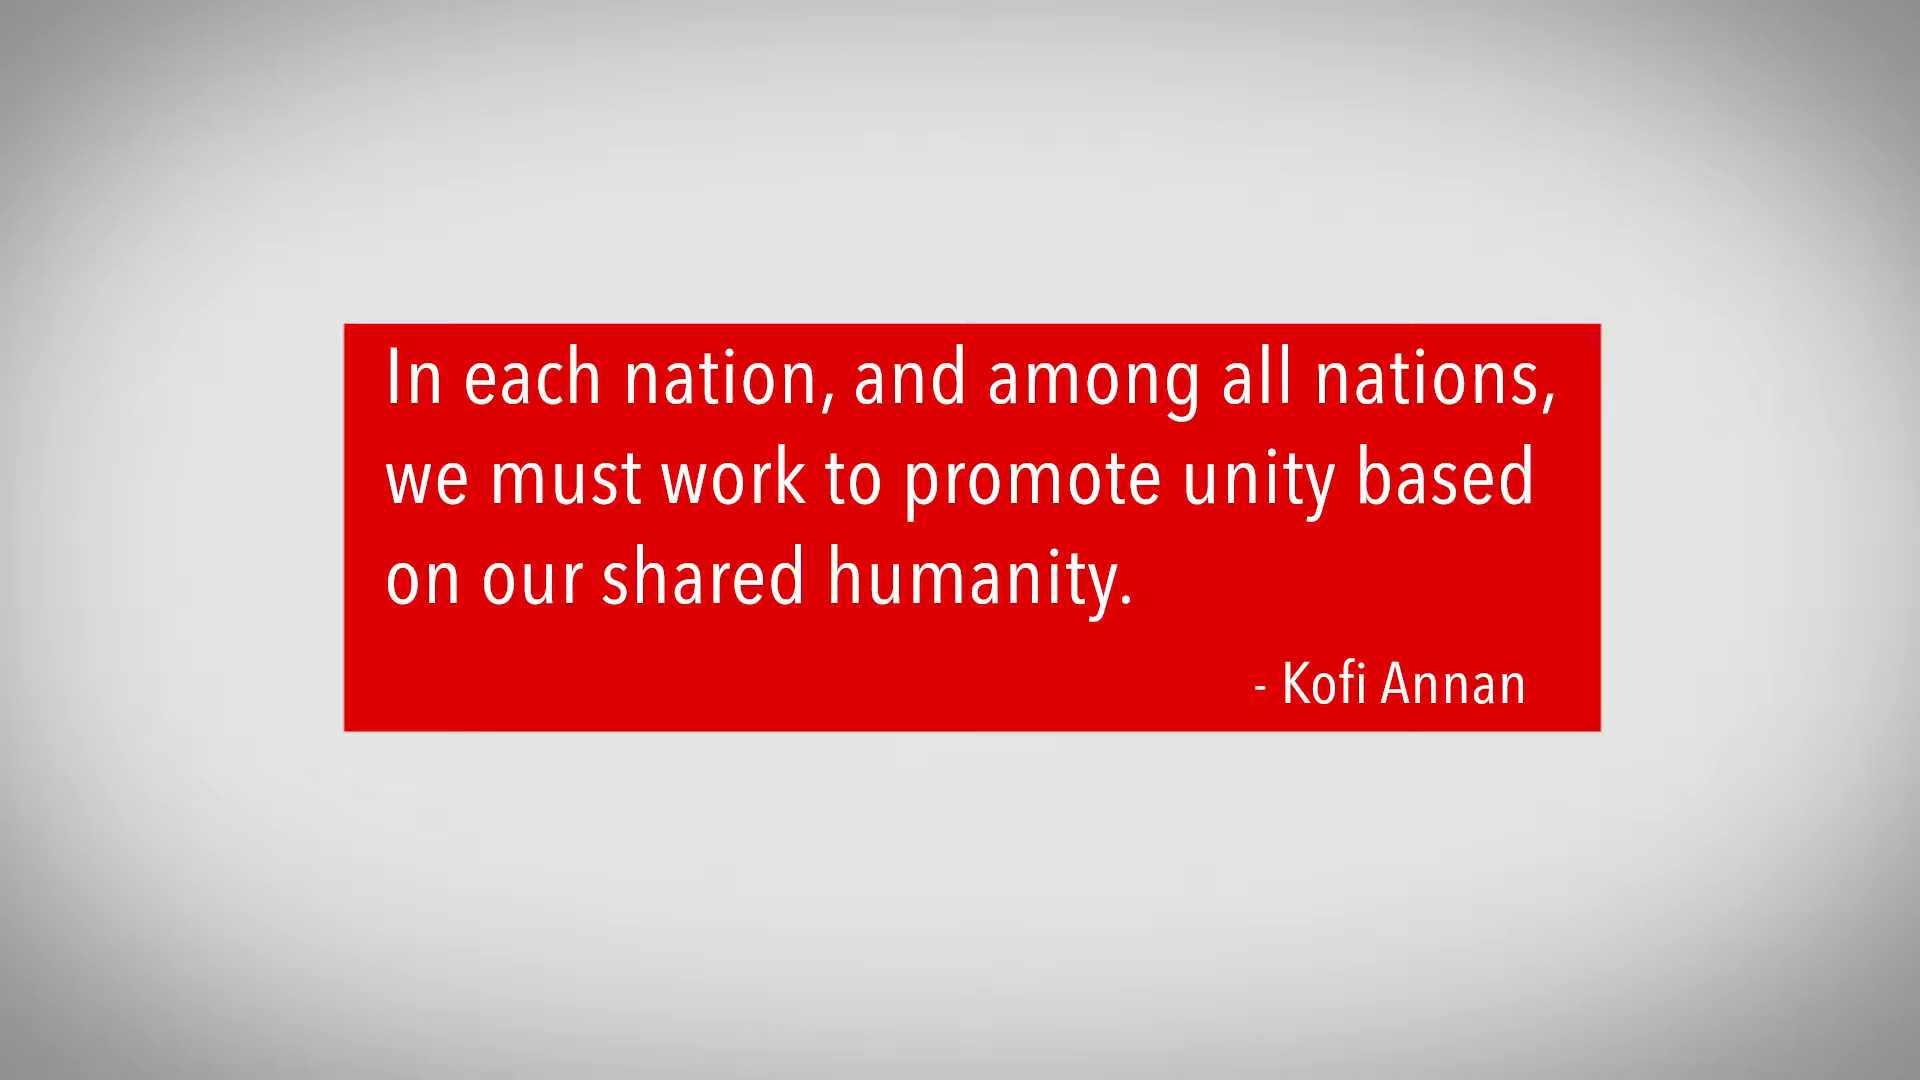 In each nation, and among all nations,
we must work to promote unity based
on our shared humanity.
- Kofi Annan